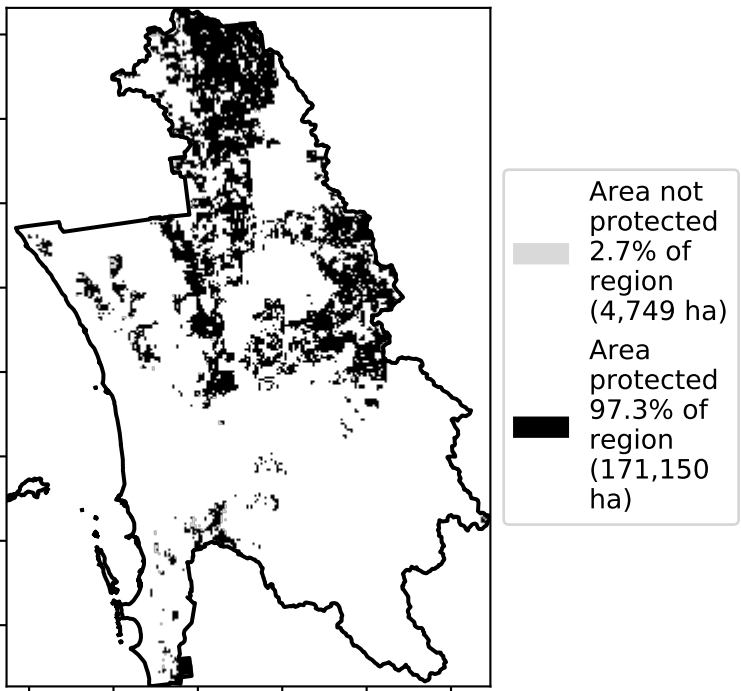 Area not
protected
2.7% of
region
(4,749 ha)
Area
protected
97.3% of
region
(171,150
ha)